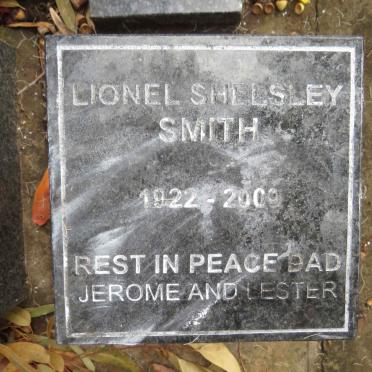 LIONEL SHELSLEY
SMITH
1922 - 2009
REST IN PEACE DAD
JEROME AND LESTER